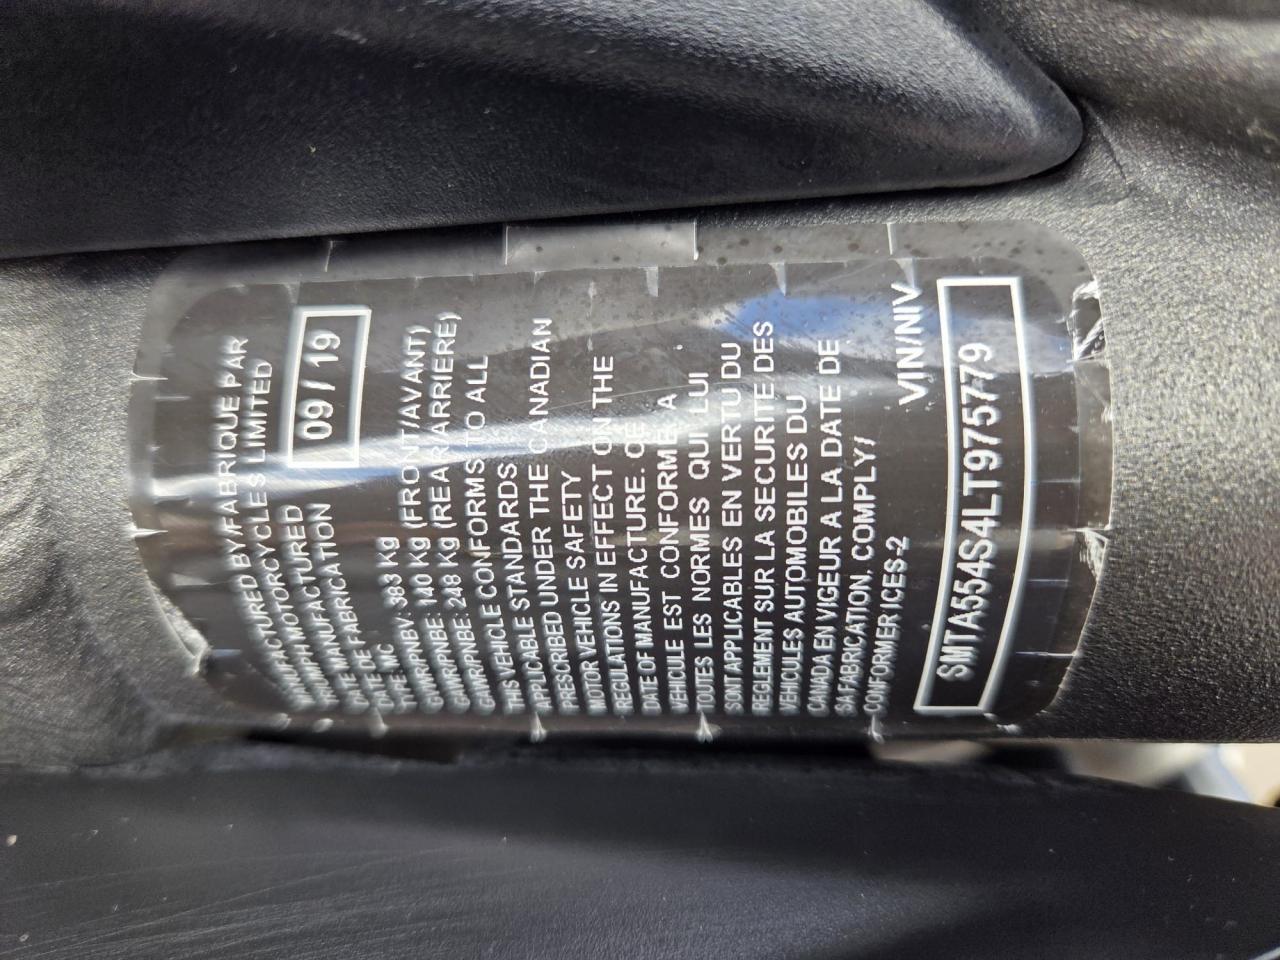 MANUFACTURED BY/FABRIQUE PAR
TRIUMPH MOTORCYCLES LIMITED
DATE MANUFACTURED
DATE DE FABRICATION
09 / 19
TYPE: MC
GVWR/PNBV: 383 Kg
GAWR/PNBE: 140 Kg (FRONT/AVANT)
GAWR/PNBE: 248 Kg (REAR/ARRIERE)
THIS VEHICLE CONFORMS TO ALL
APPLICABLE STANDARDS
PRESCRIBED UNDER THE CANADIAN
MOTOR VEHICLE SAFETY
REGULATIONS IN EFFECT ON THE
DATE OF MANUFACTURE. CE
VEHICULE EST CONFORME A
TOUTES LES NORMES QUI LUI
SONT APPLICABLES EN VERTU DU
REGLEMENT SUR LA SECURITE DES
VEHICULES AUTOMOBILES DU
CANADA EN VIGEUR A LA DATE DE
SA FABRICATION. COMPLY/
CONFORMER ICES-2
VIN/NIV
SMTA554S4LT975779